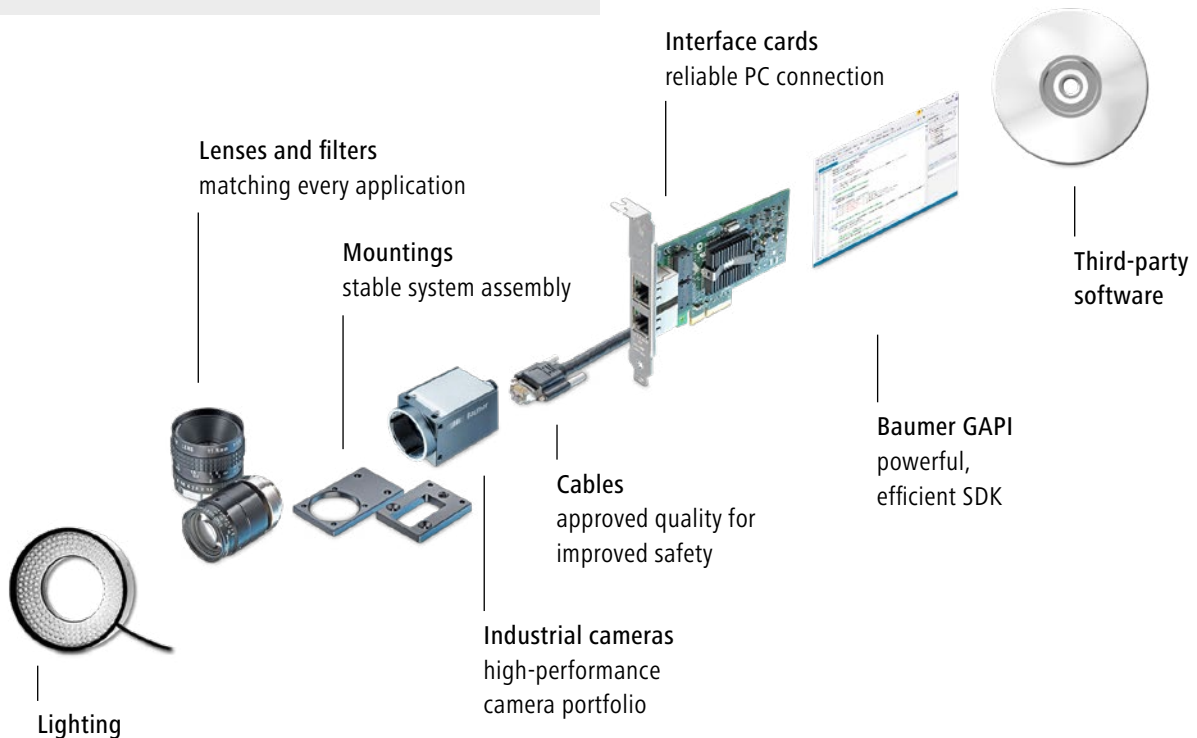 Interface cards
reliable PC connection
Lenses and filters
matching every application
Mountings
stable system assembly
Third-party
software
Baumer
Baumer GAPI
powerful,
efficient SDK
Cables
approved quality for
improved safety
Industrial cameras
high-performance
camera portfolio
Lighting